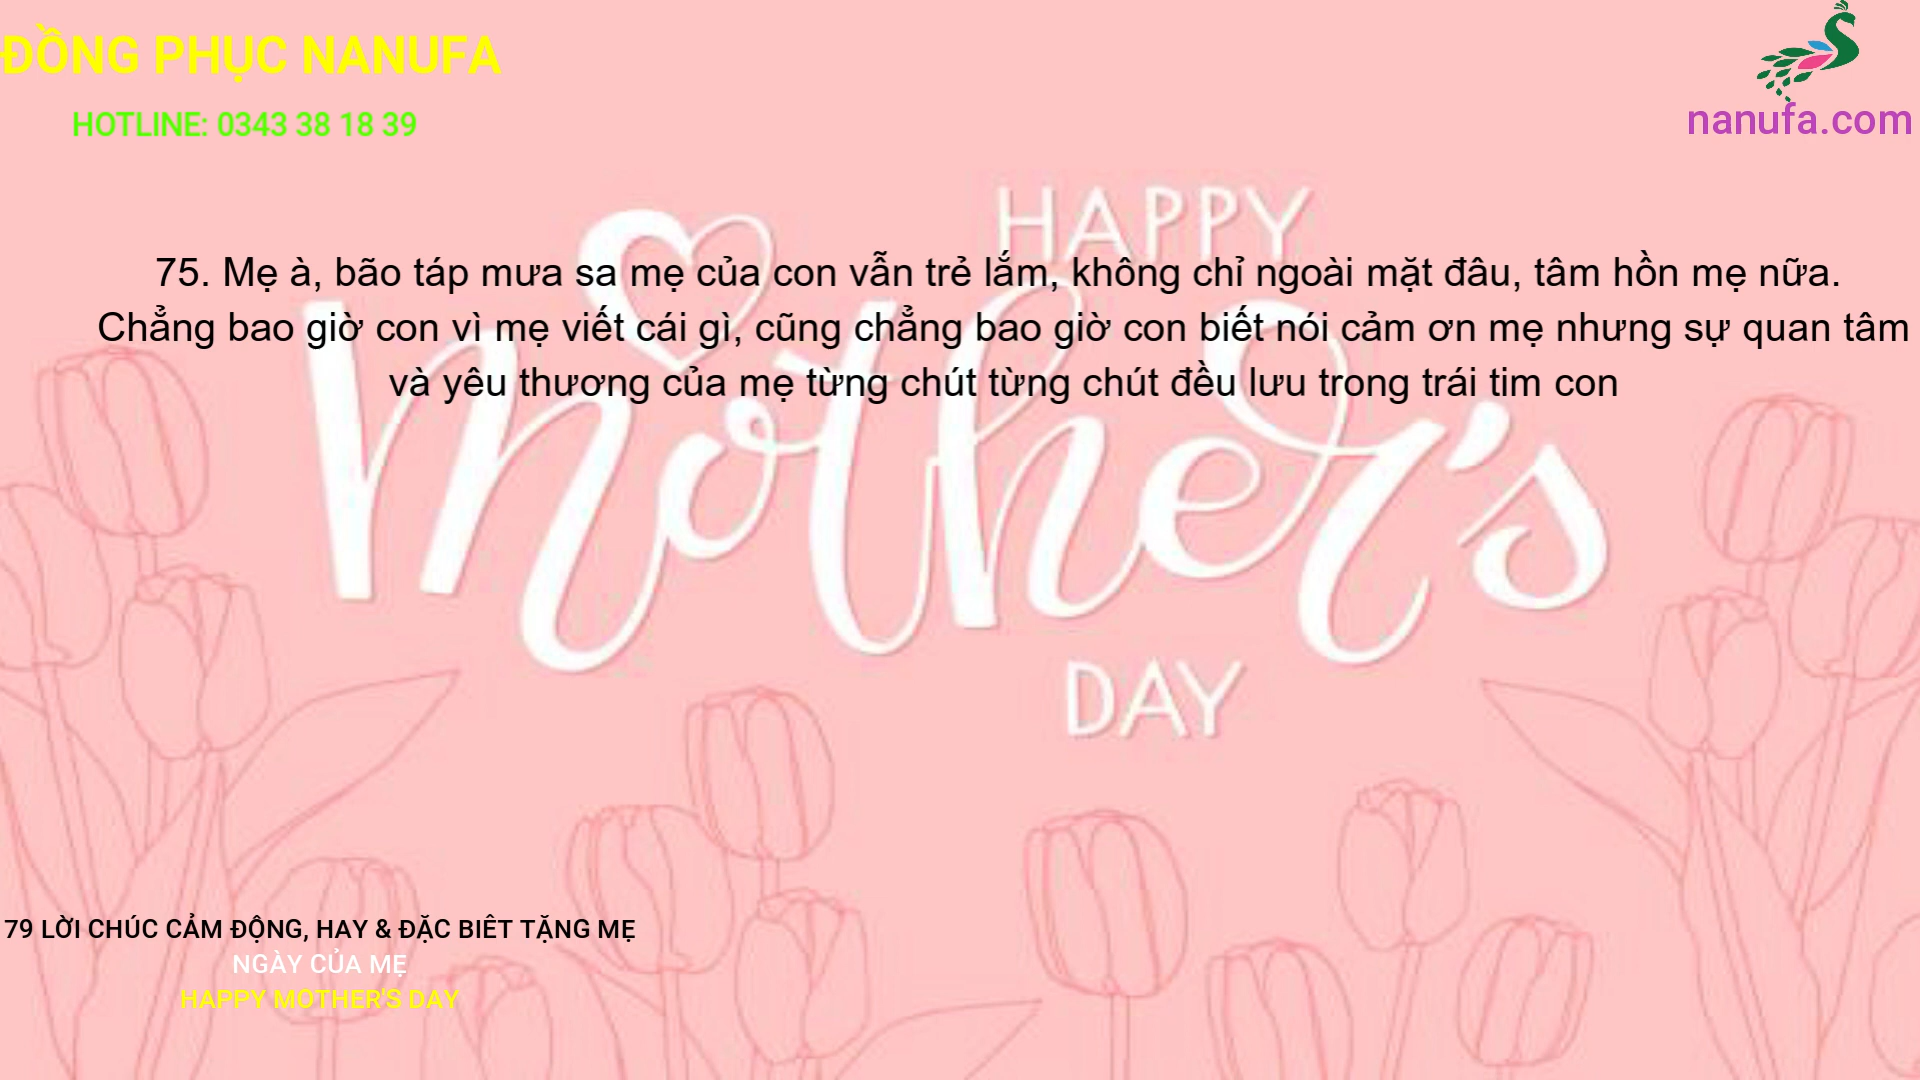 ĐỒNG PHỤC NANUFA
HOTLINE: 0343 38 18 39
nanufa.com
HAPPY
mother's
DAY
75. Mẹ à, bão táp mưa sa mẹ của con vẫn trẻ lắm, không chỉ ngoài mặt đâu, tâm hồn mẹ nữa.
Chẳng bao giờ con vì mẹ viết cái gì, cũng chẳng bao giờ con biết nói cảm ơn mẹ nhưng sự quan tâm
và yêu thương của mẹ từng chút từng chút đều lưu trong trái tim con
79 LỜI CHÚC CẢM ĐỘNG, HAY & ĐẶC BIÊT TẶNG MẸ
NGÀY CỦA MẸ
HAPPY MOTHER'S DAY